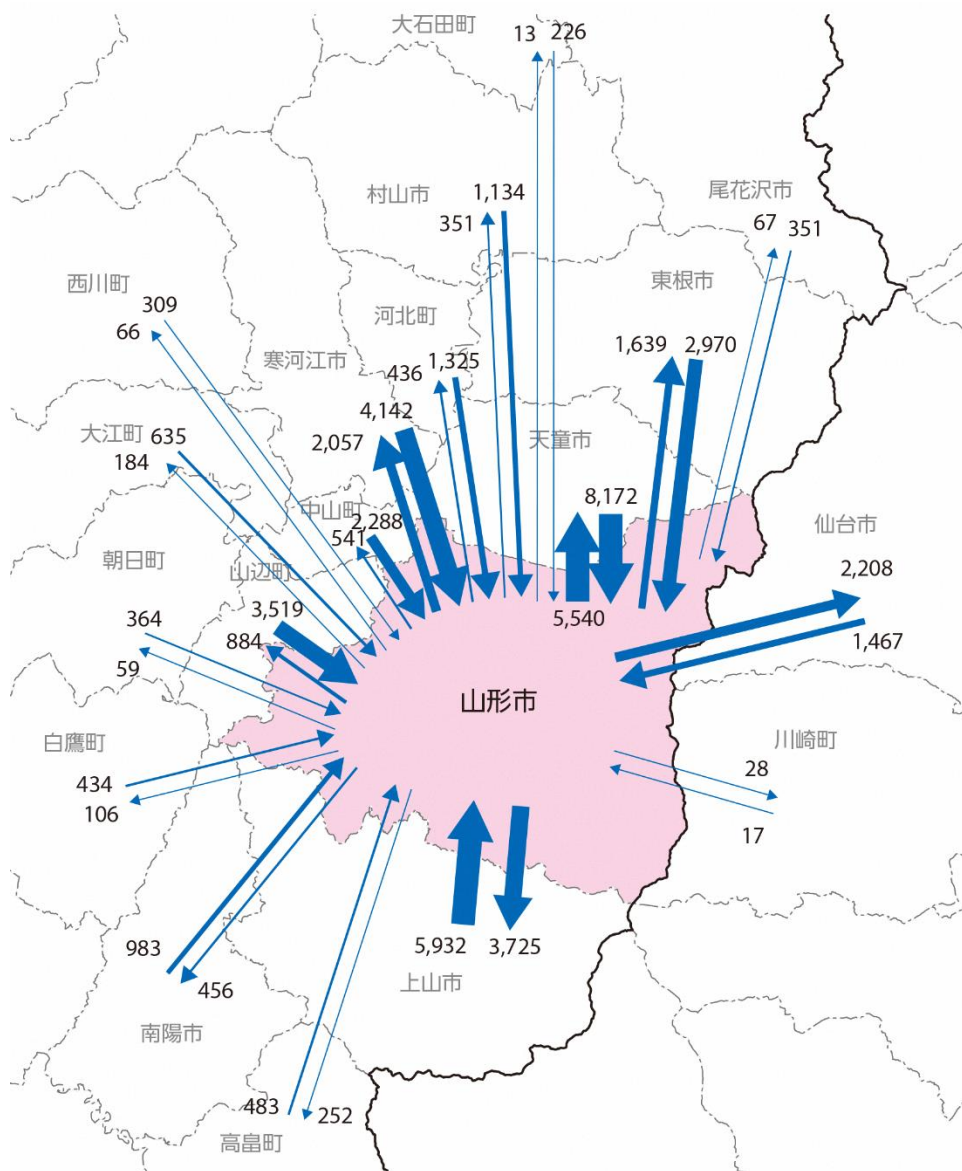 大石田町
13 226
村山市
1,134
351
尾花沢市
67 351
西川町
309
66
河北町
東根市
寒河江市
436 1,325
1,639 2,970
4,142
2,057
大江町
635
184
天童市
中山町
2,288
541
8,172
仙台市
朝日町
山辺町
2,208
3,519
884
5,540
364
1,467
59
山形市
白鷹町
川崎町
434
106
28
17
983
456
5,932 3,725
上山市
南陽市
483 252
高畠町